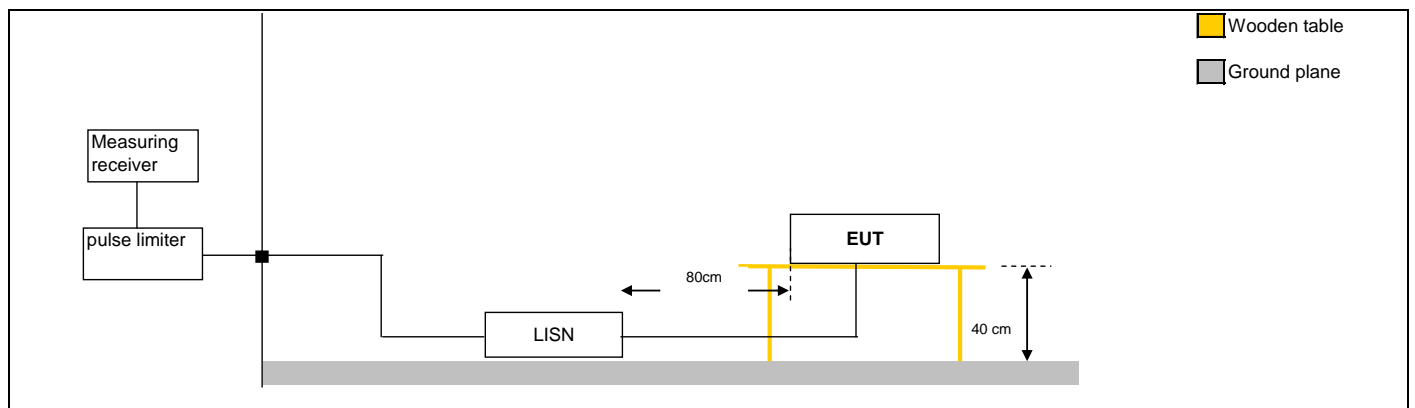 Wooden table
Ground plane
Measuring
receiver
pulse limiter
EUT
80cm
40 cm
LISN